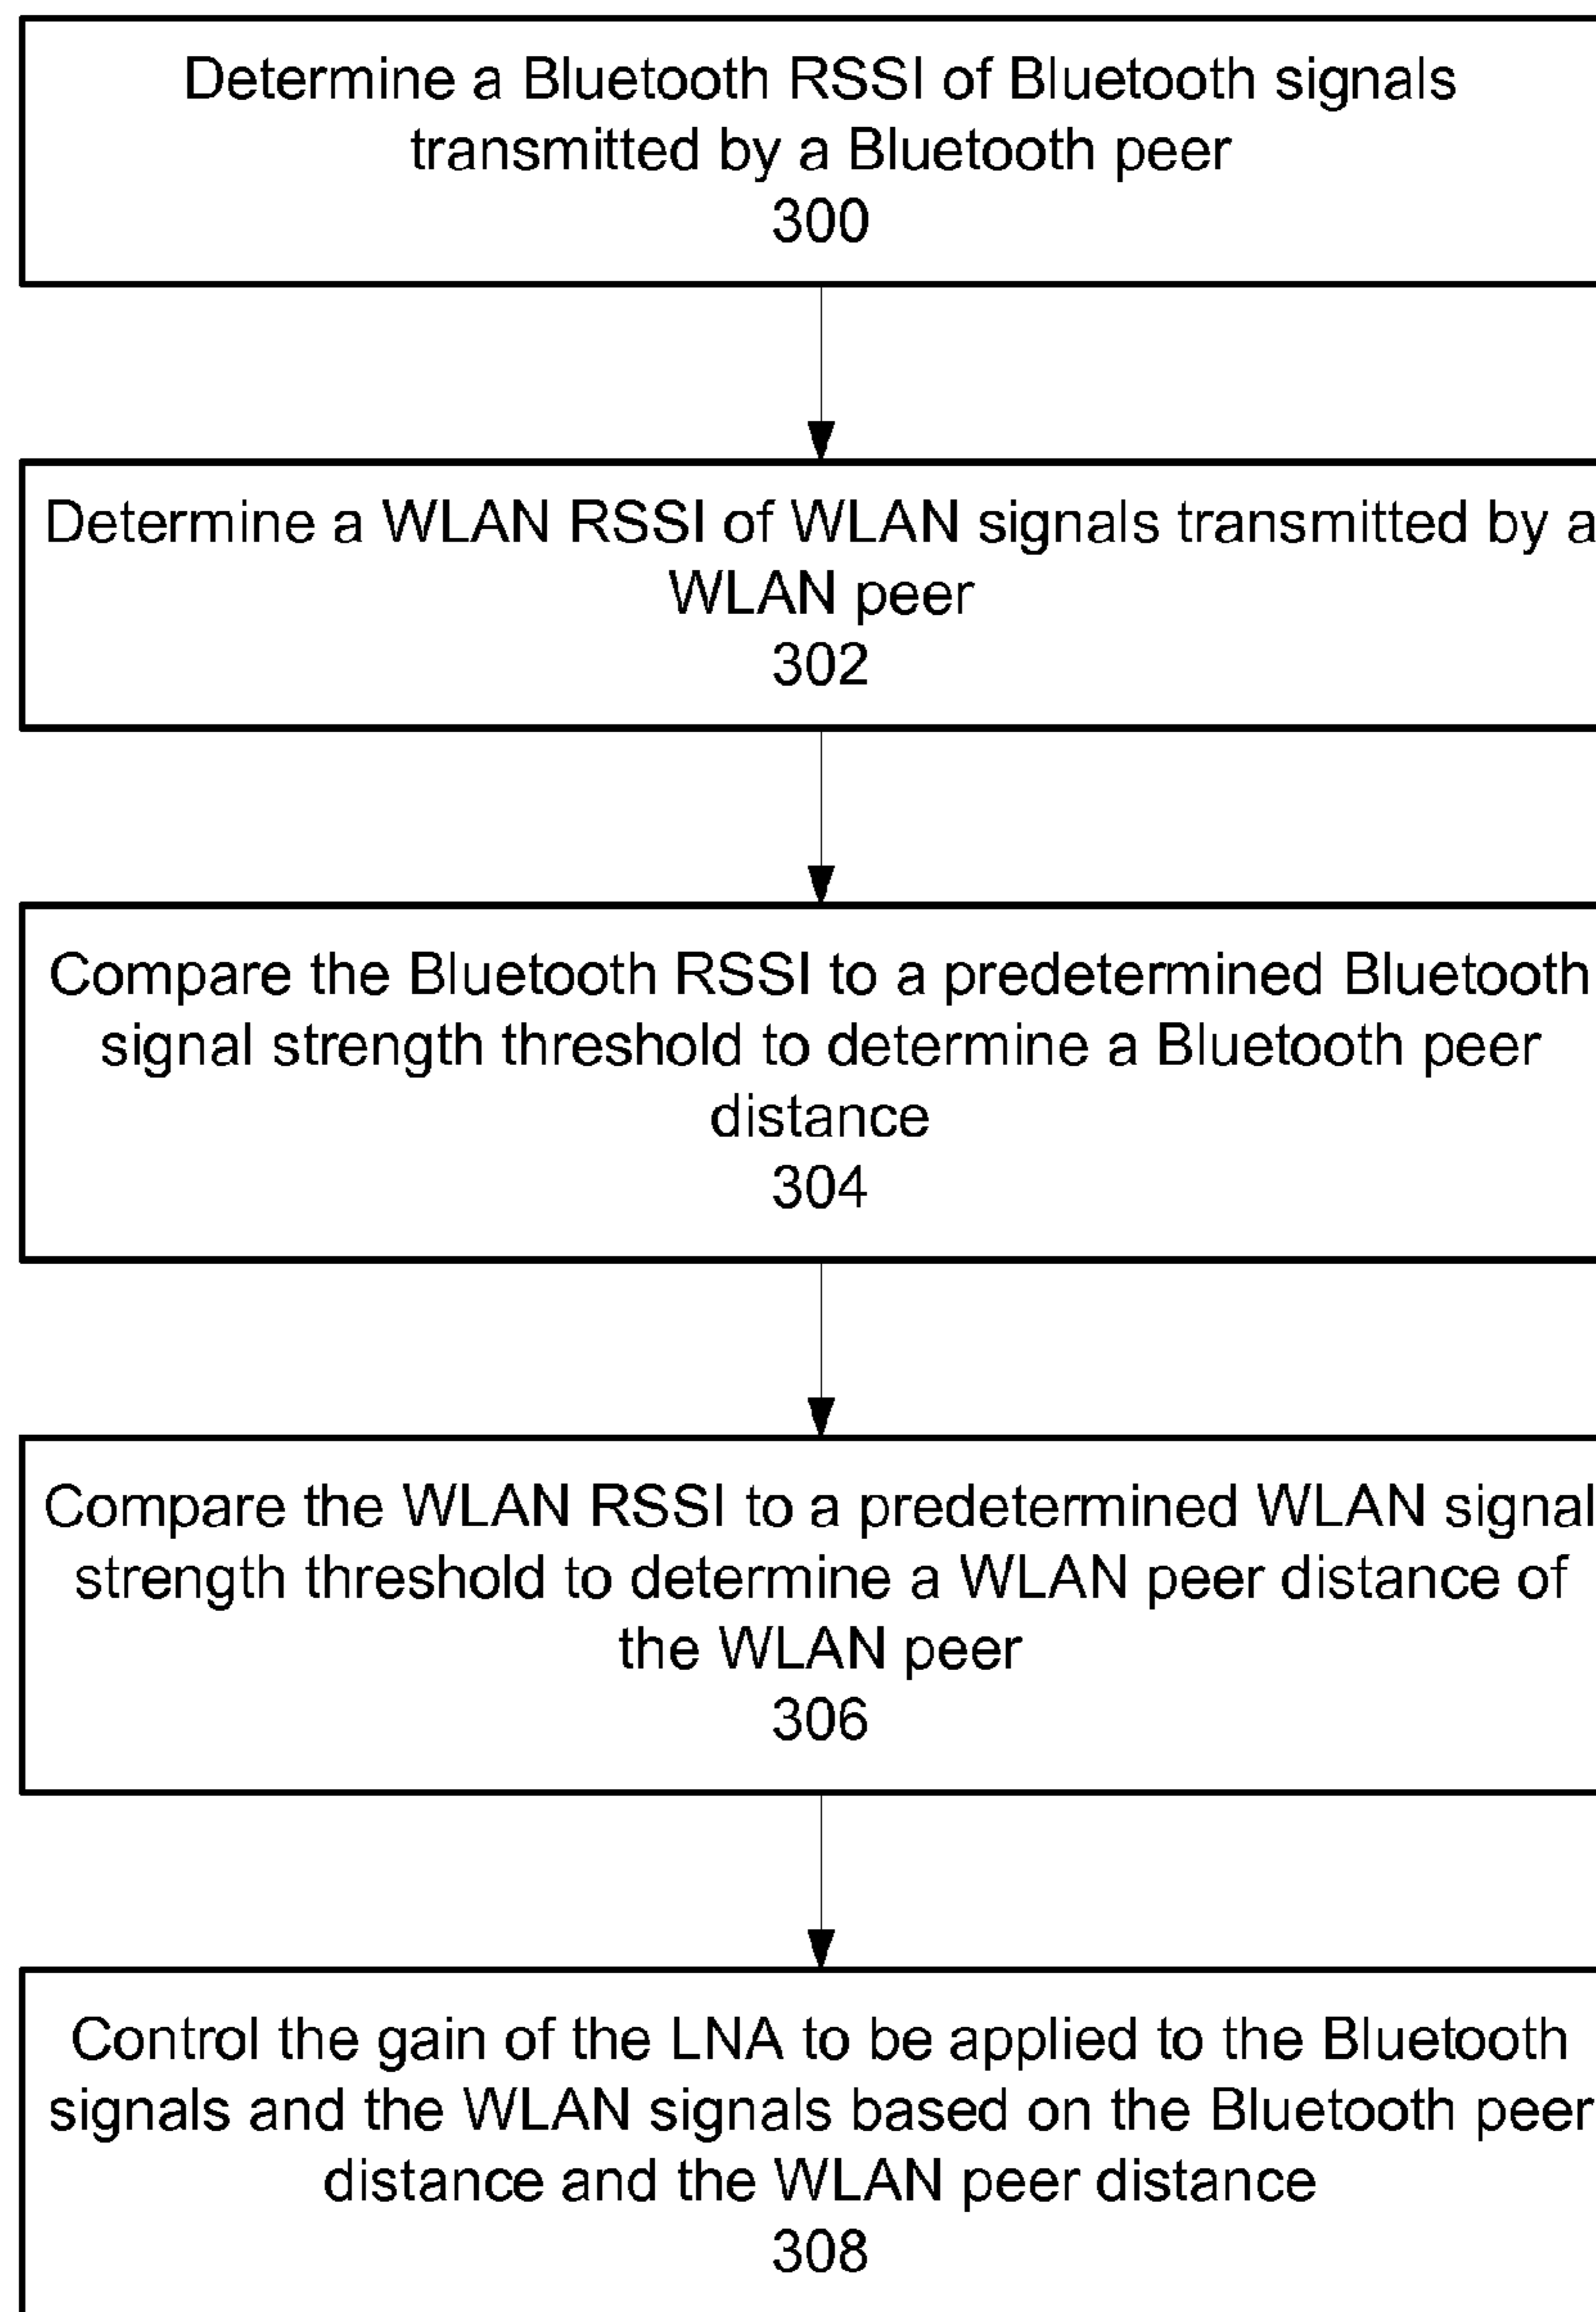 Determine a Bluetooth RSSI of Bluetooth signals
transmitted by a Bluetooth peer
300
Determine a WLAN RSSI of WLAN signals transmitted by a
WLAN peer
302
Compare the Bluetooth RSSI to a predetermined Bluetooth
signal strength threshold to determine a Bluetooth peer
distance
304
Compare the WLAN RSSI to a predetermined WLAN signal
strength threshold to determine a WLAN peer distance of
the WLAN peer
306
Control the gain of the LNA to be applied to the Bluetooth
signals and the WLAN signals based on the Bluetooth peer
distance and the WLAN peer distance
308